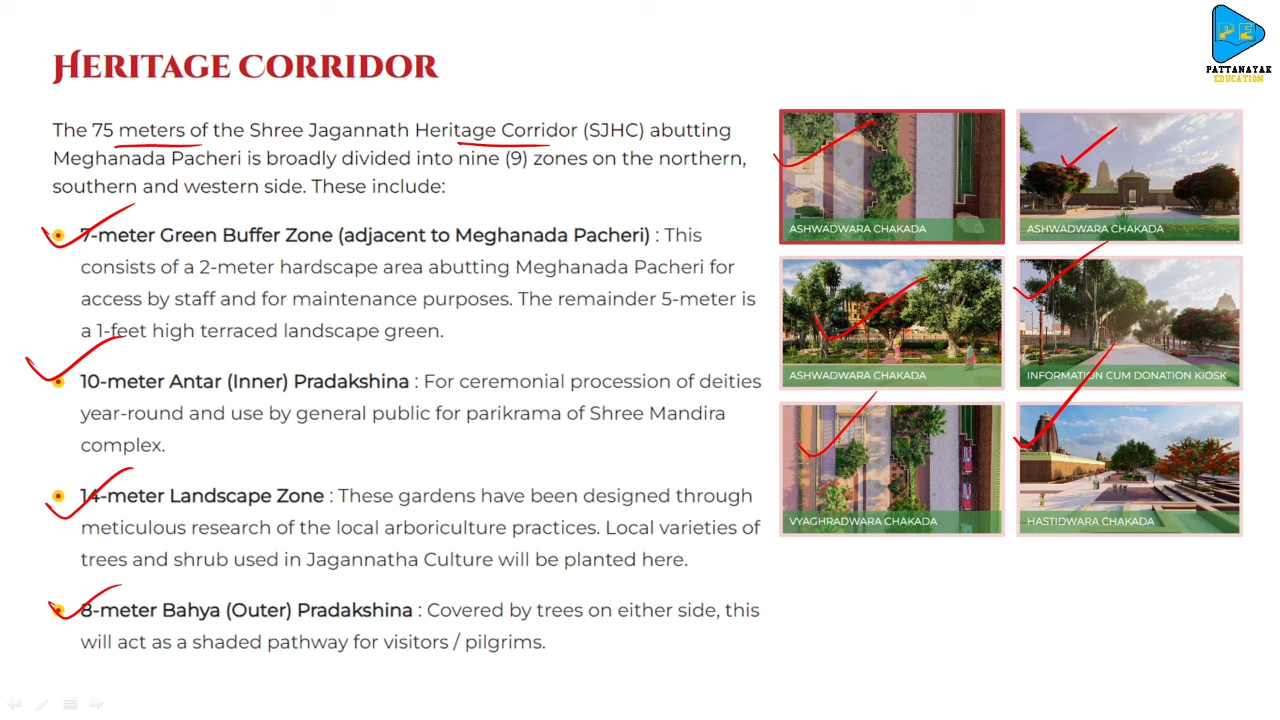 PE
PATTANAYAK
EDUCATION
HERITAGE CORRIDOR
The 75 meters of the Shree Jagannath Heritage Corridor (SJHC) abutting
Meghanada Pacheri is broadly divided into nine (9) zones on the northern,
southern and western side. These include:
7-meter Green Buffer Zone (adjacent to Meghanada Pacheri) : This
consists of a 2-meter hardscape area abutting Meghanada Pacheri for
access by staff and for maintenance purposes. The remainder 5-meter is
a 1-feet high terraced landscape green.
10-meter Antar (Inner) Pradakshina : For ceremonial procession of deities
year-round and use by general public for parikrama of Shree Mandira
complex.
14-meter Landscape Zone : These gardens have been designed through
meticulous research of the local arboriculture practices. Local varieties of
trees and shrub used in Jagannatha Culture will be planted here.
8-meter Bahya (Outer) Pradakshina : Covered by trees on either side, this
will act as a shaded pathway for visitors / pilgrims.
ASHWADWARA CHAKADA
ASHWADWARA CHAKADA
ASHWADWARA CHAKADA
INFORMATION CUM DONATION KIOSK
VYAGHRADWARA CHAKADA
HASTIDWARA CHAKADA